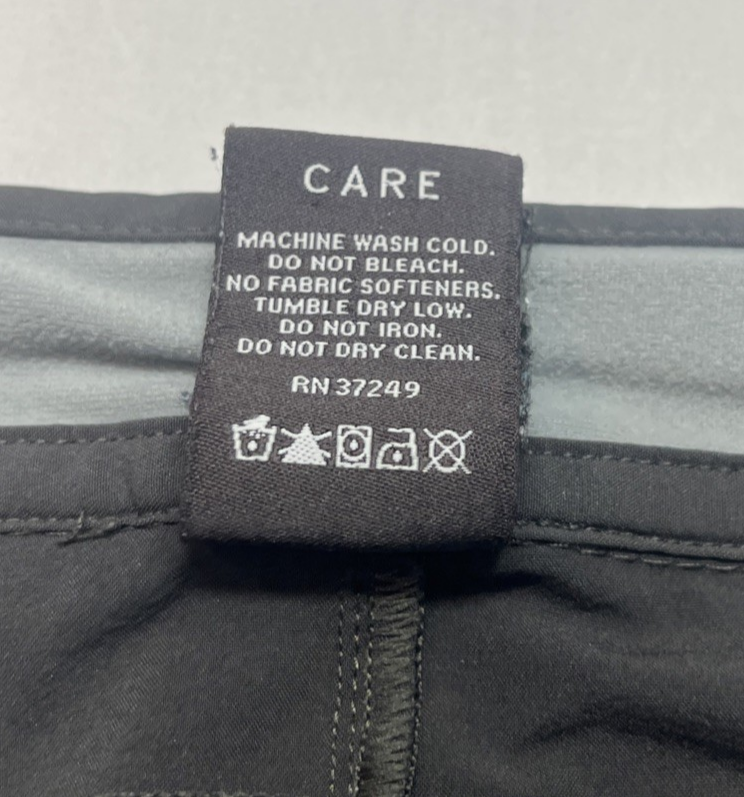 CARE
MACHINE WASH COLD.
DO NOT BLEACH.
NO FABRIC SOFTENERS.
TUMBLE DRY LOW.
DO NOT IRON.
DO NOT DRY CLEAN.
RN 37249